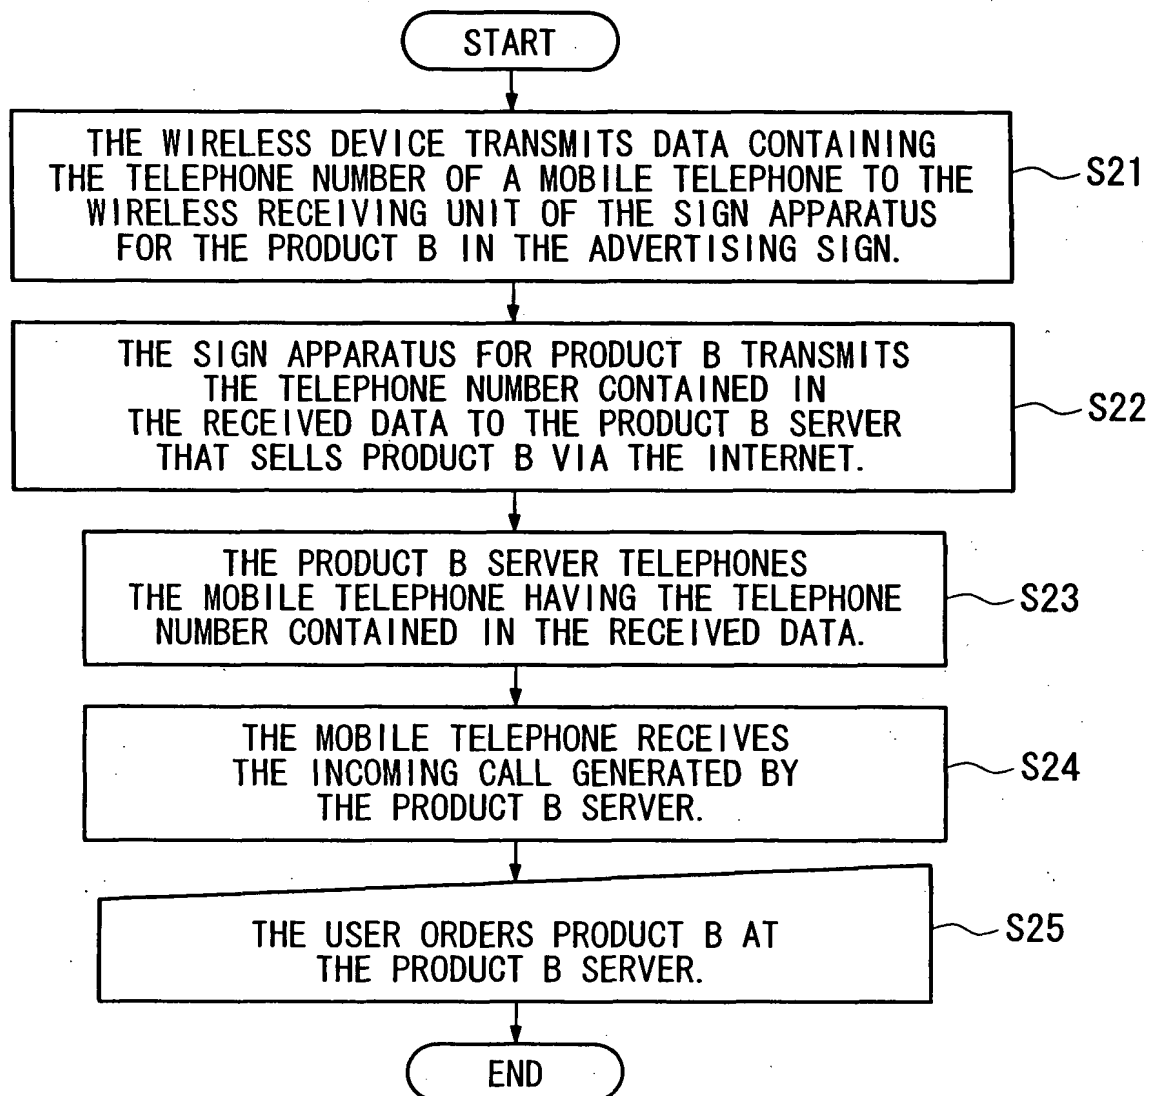 START
THE WIRELESS DEVICE TRANSMITS DATA CONTAINING
THE TELEPHONE NUMBER OF A MOBILE TELEPHONE TO THE
WIRELESS RECEIVING UNIT OF THE SIGN APPARATUS
FOR THE PRODUCT B IN THE ADVERTISING SIGN.
S21
THE SIGN APPARATUS FOR PRODUCT B TRANSMITS
THE TELEPHONE NUMBER CONTAINED IN
THE RECEIVED DATA TO THE PRODUCT B SERVER
THAT SELLS PRODUCT B VIA THE INTERNET.
S22
THE PRODUCT B SERVER TELEPHONES
THE MOBILE TELEPHONE HAVING THE TELEPHONE
NUMBER CONTAINED IN THE RECEIVED DATA.
S23
THE MOBILE TELEPHONE RECEIVES
THE INCOMING CALL GENERATED BY
THE PRODUCT B SERVER.
S24
THE USER ORDERS PRODUCT B AT
THE PRODUCT B SERVER.
S25
END